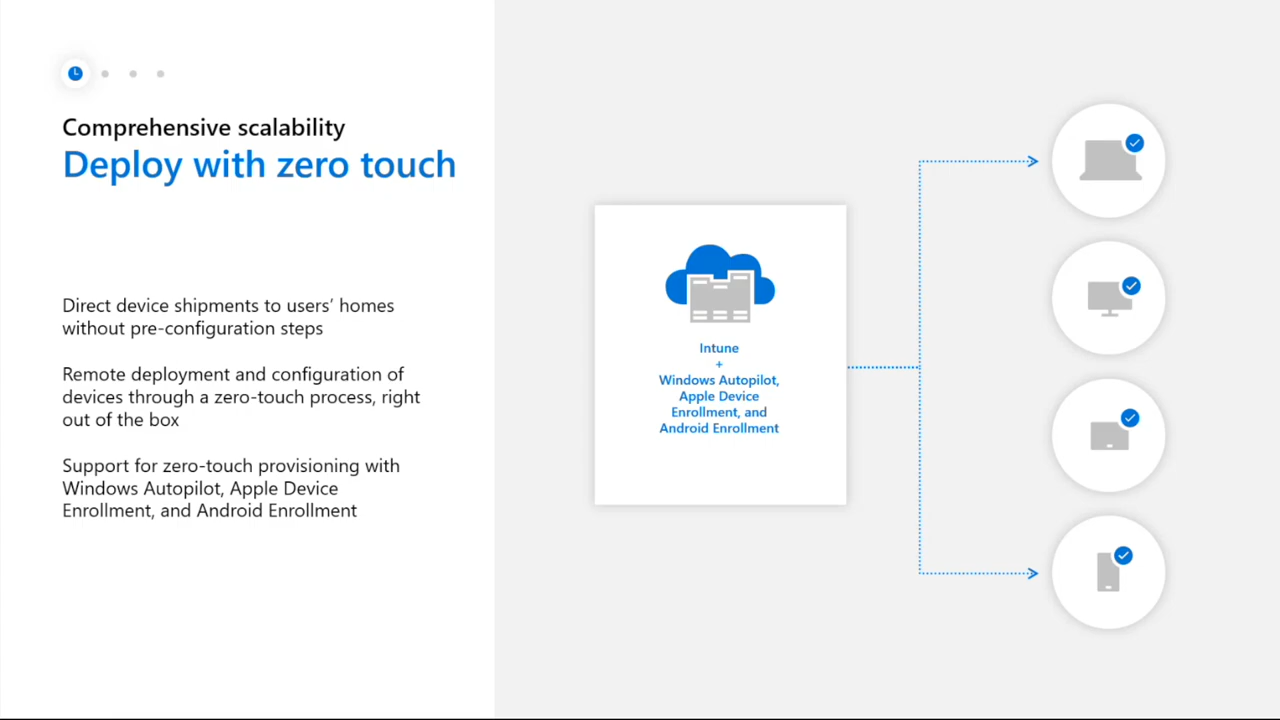 Comprehensive scalability
Deploy with zero touch
Direct device shipments to users’ homes
without pre-configuration steps
Remote deployment and configuration of
devices through a zero-touch process, right
out of the box
Support for zero-touch provisioning with
Windows Autopilot, Apple Device
Enrollment, and Android Enrollment
Intune
+
Windows Autopilot,
Apple Device
Enrollment, and
Android Enrollment